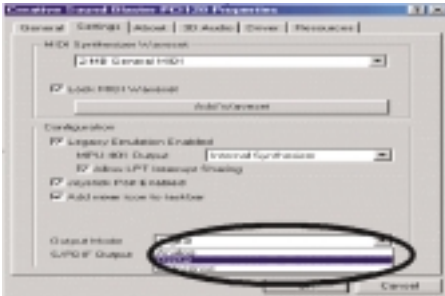 Creative Sound Blaster PCI128 Properties
General Settings About 3D Audio Driver Resources
MIDI Synthesizer Waveset
2 MB General MIDI
Lock MIDI Waveset
Add Waveset
Configuration
Legacy Emulation Enabled
MPU-401 Output Internal Synthesizer
Allow LPT Interrupt Sharing
Joystick Port Enabled
Add mixer icon to taskbar
Output Mode
S/PDIF Output
Cancel